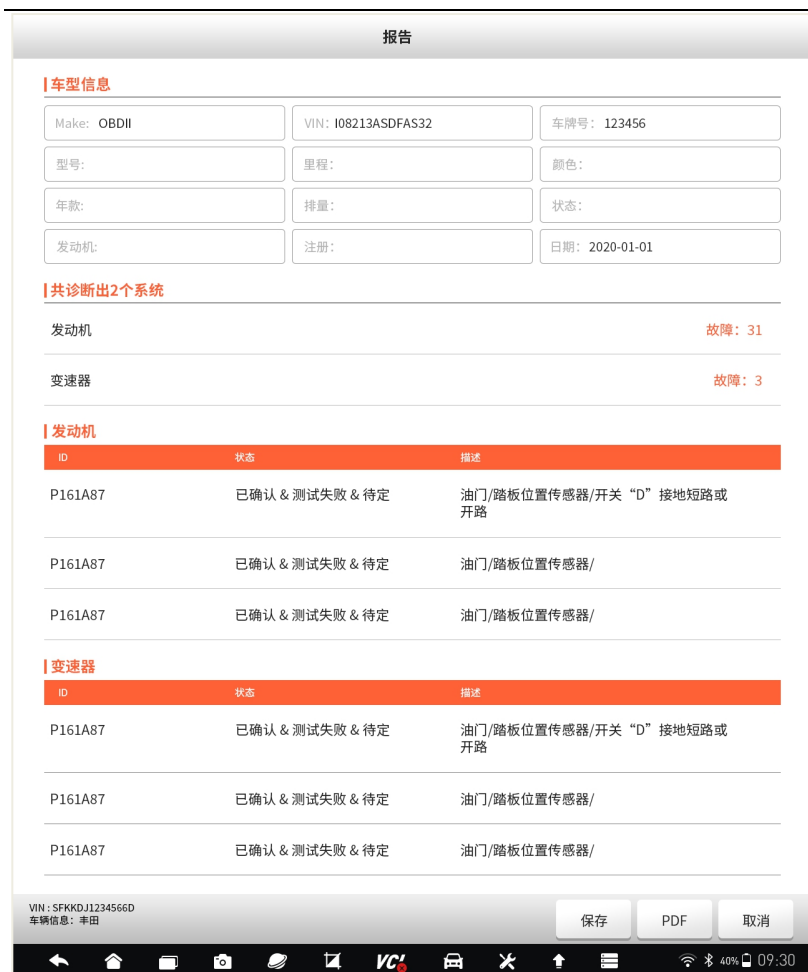 报告
车型信息
Make: OBDII VIN: I08213ASDFAS32 车牌号: 123456
型号: 里程: 颜色:
年款: 排量: 状态:
发动机: 注册: 日期: 2020-01-01
共诊断出2个系统
发动机 故障: 31
变速器 故障: 3
发动机
ID 状态 描述
P161A87 已确认 & 测试失败 & 待定 油门/踏板位置传感器/开关“D”接地短路或
开路
P161A87 已确认 & 测试失败 & 待定 油门/踏板位置传感器/
P161A87 已确认 & 测试失败 & 待定 油门/踏板位置传感器/
变速器
ID 状态 描述
P161A87 已确认 & 测试失败 & 待定 油门/踏板位置传感器/开关“D”接地短路或
开路
P161A87 已确认 & 测试失败 & 待定 油门/踏板位置传感器/
P161A87 已确认 & 测试失败 & 待定 油门/踏板位置传感器/
VIN : SFKKDJ1234566D
车辆信息: 丰田
保存 PDF 取消
VCI 40% 09:30